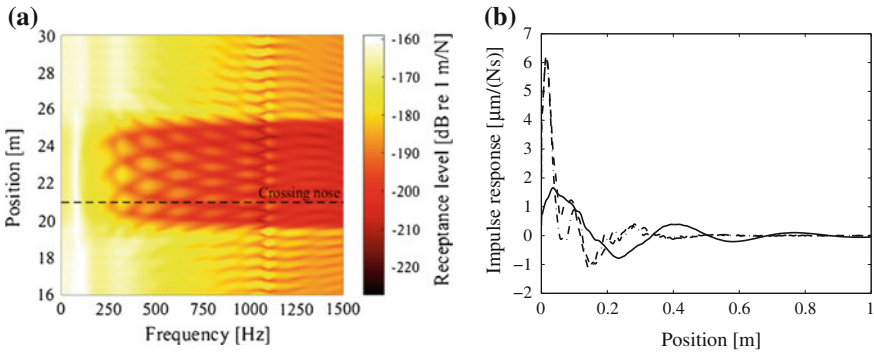 (a)
30
28
26
24
22
20
18
16
Position [m]
Crossing nose
0 250 500 750 1000 1250 1500
Frequency [Hz]
-160
-170
-180
-190
-200
-210
-220
Receptance level [dB re 1 m/N]
(b)
7
6
5
4
3
2
1
0
−1
−2
Impulse response [μm/(Ns)]
0 0.2 0.4 0.6 0.8 1
Position [m]